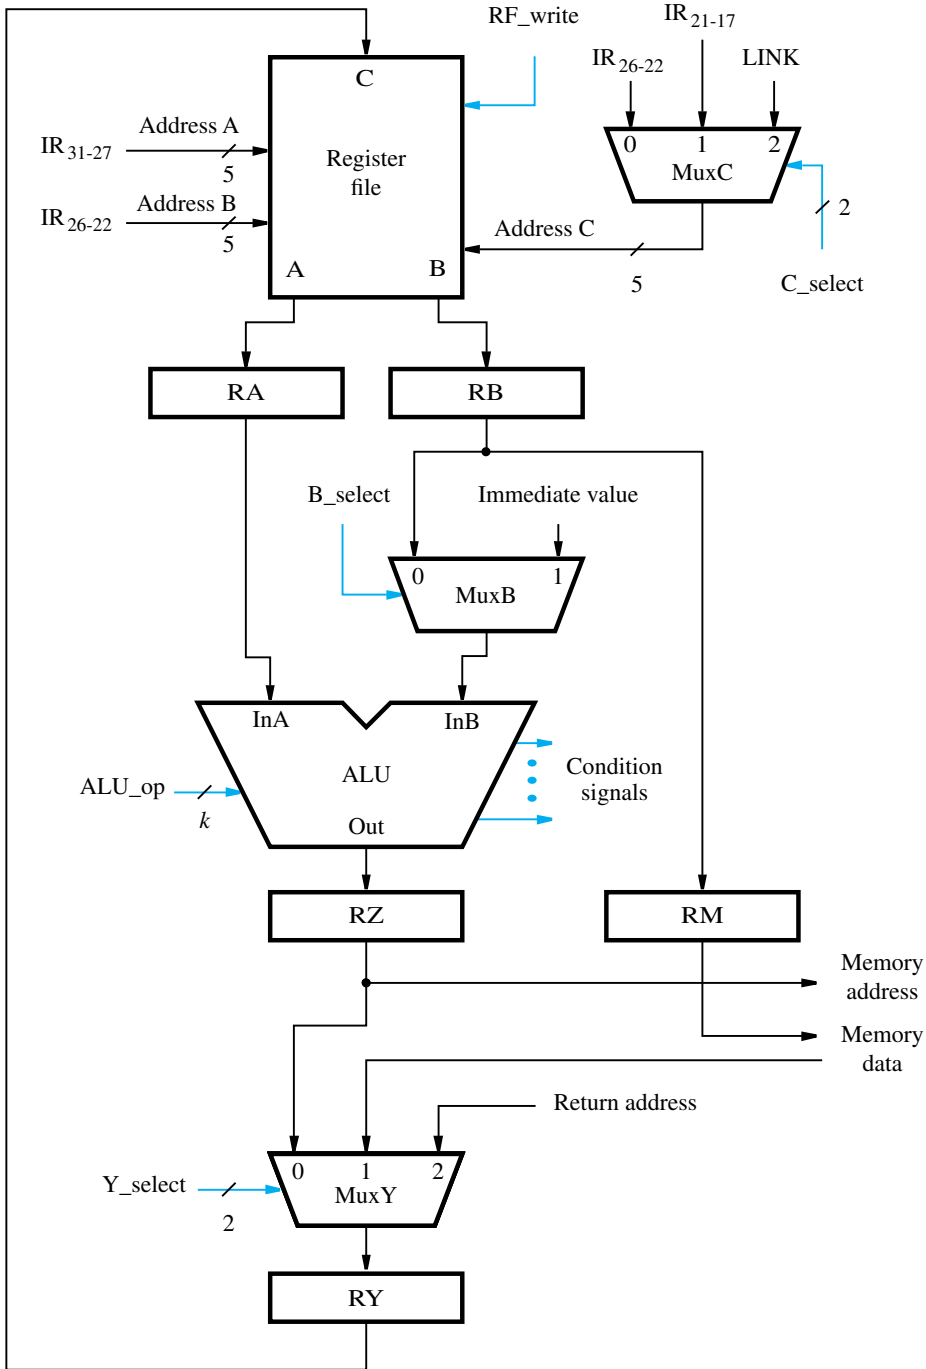 RF_write
IR21-17
IR26-22
LINK
C
0 1 2
MuxC
Address A
IR31-27
5
Register
file
Address B
IR26-22
5
2
Address C
5
C_select
A
B
RA
RB
B_select
Immediate value
0 1
MuxB
InA
InB
ALU
ALU_op
k
Condition
signals
Out
RZ
RM
Memory
address
Memory
data
Return address
0 1 2
MuxY
Y_select
2
RY